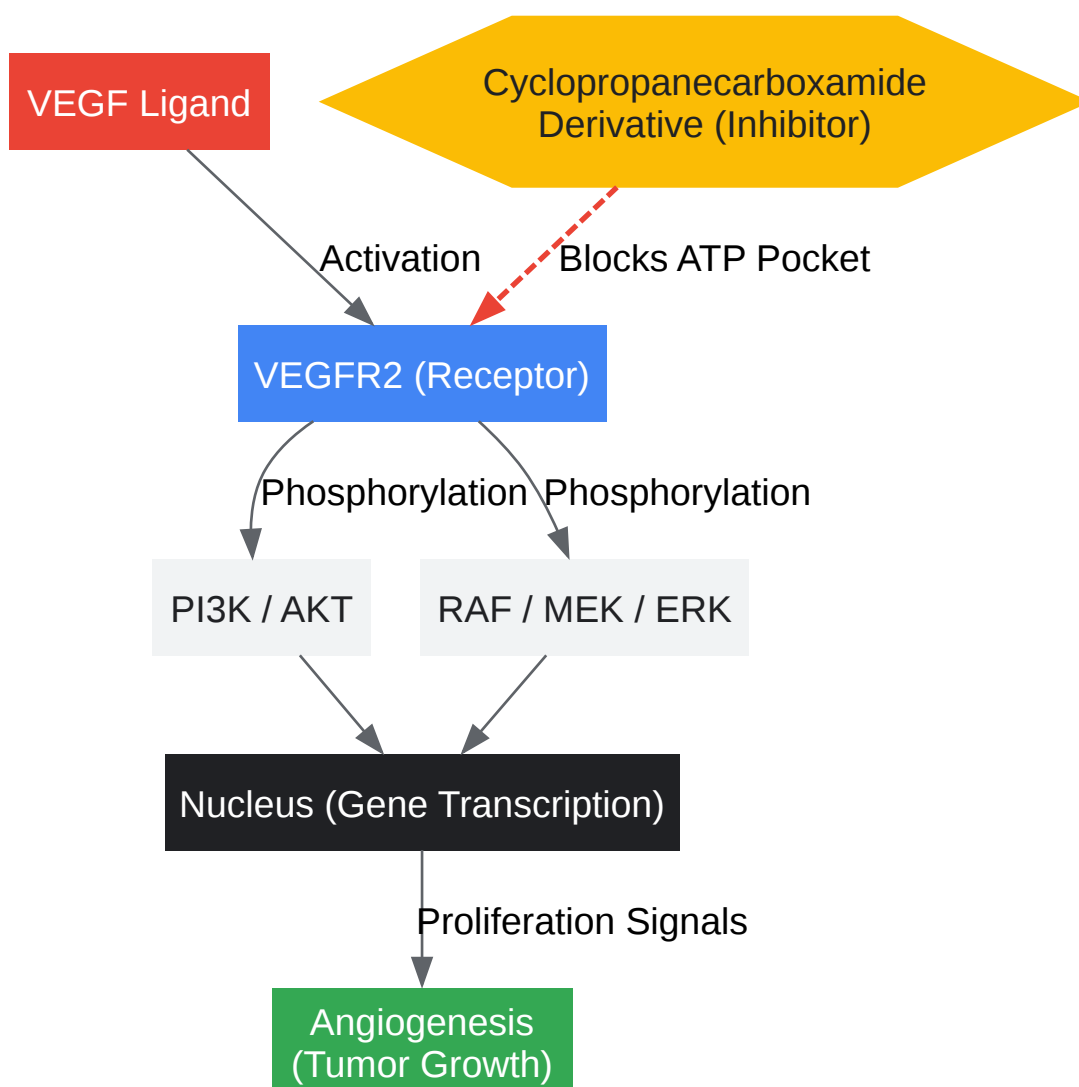 VEGF Ligand
Cyclopropanecarboxamide
Derivative (Inhibitor)
Activation
Blocks ATP Pocket
VEGFR2 (Receptor)
Phosphorylation
Phosphorylation
PI3K / AKT
RAF / MEK / ERK
Nucleus (Gene Transcription)
Proliferation Signals
Angiogenesis
(Tumor Growth)